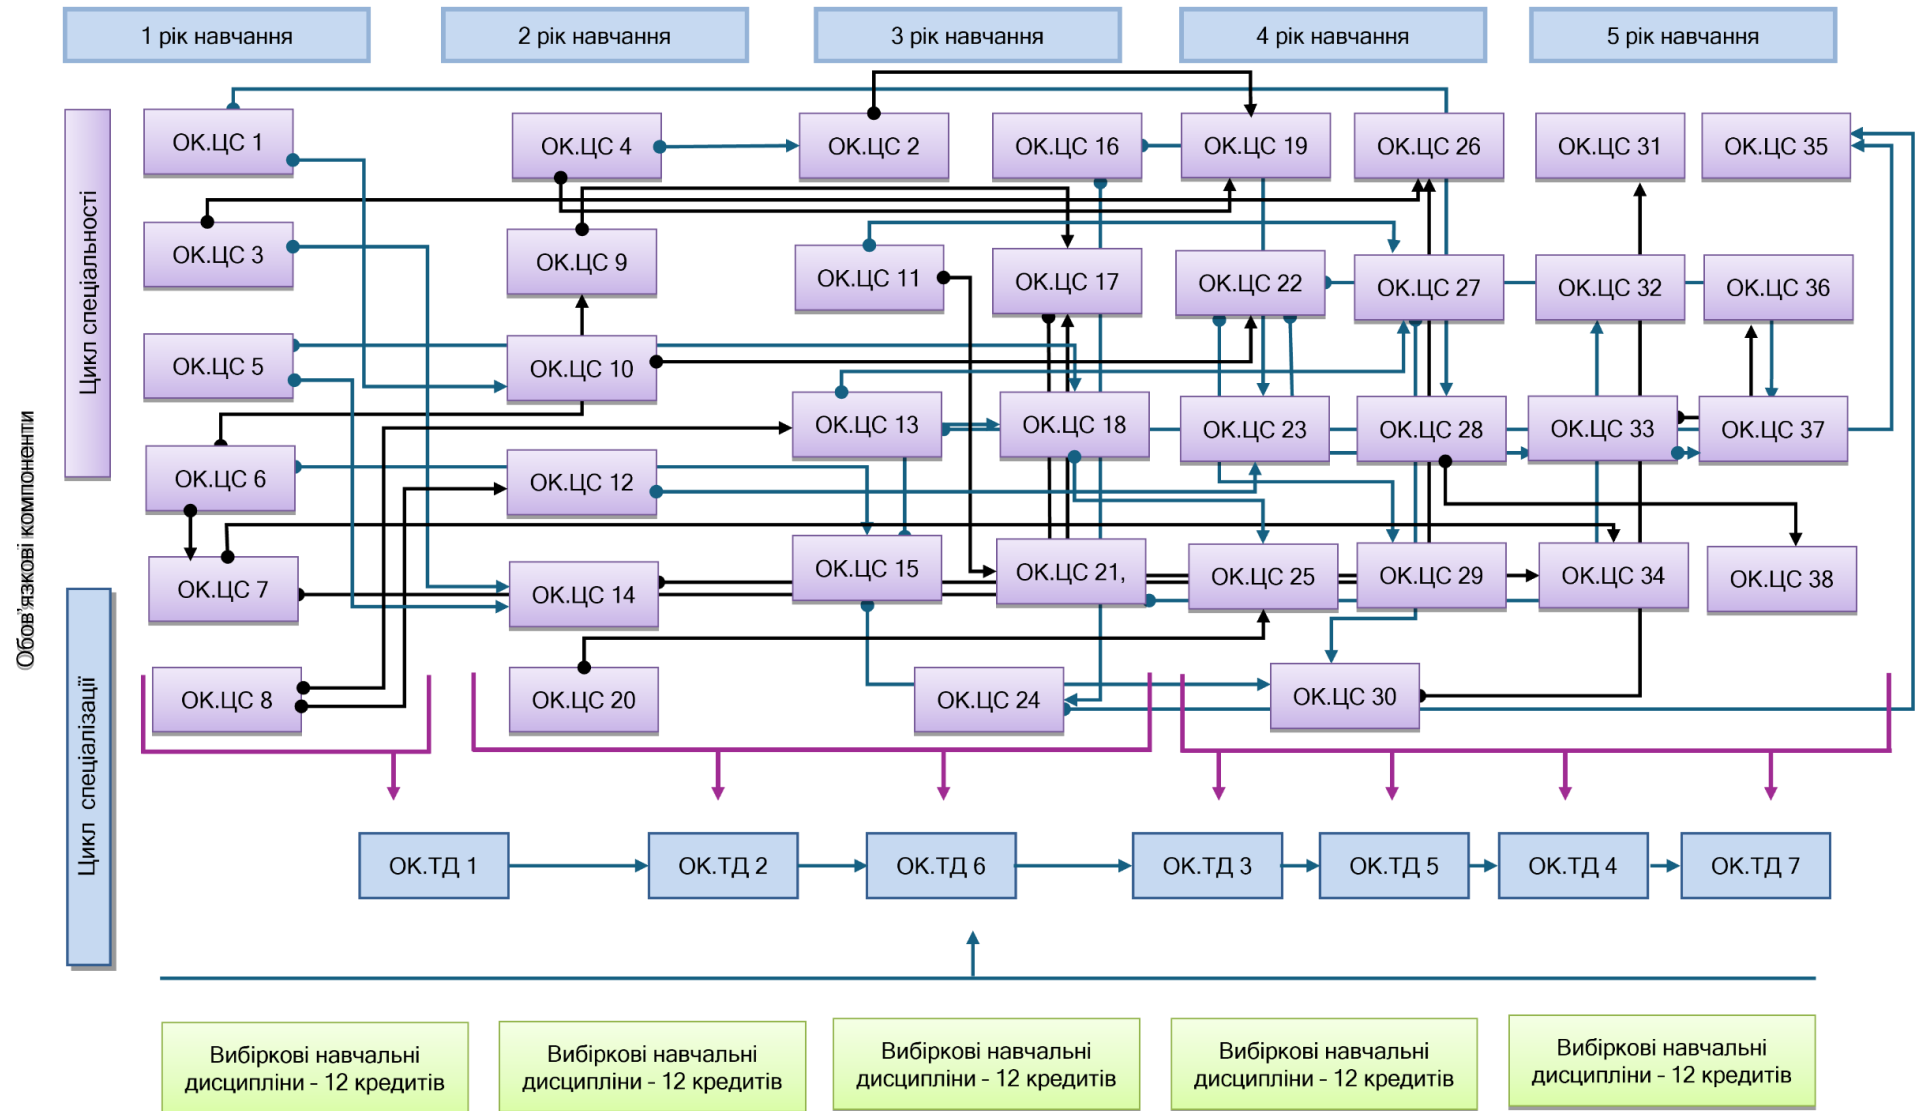 1 рік навчання
2 рік навчання
3 рік навчання
4 рік навчання
5 рік навчання
Обов'язкові компоненти
Цикл спеціальності
Цикл спеціалізації
ОК.ЦС 1
ОК.ЦС 4
ОК.ЦС 2
ОК.ЦС 16
ОК.ЦС 19
ОК.ЦС 26
ОК.ЦС 31
ОК.ЦС 35
ОК.ЦС 3
ОК.ЦС 9
ОК.ЦС 11
ОК.ЦС 17
ОК.ЦС 22
ОК.ЦС 27
ОК.ЦС 32
ОК.ЦС 36
ОК.ЦС 5
ОК.ЦС 10
ОК.ЦС 13
ОК.ЦС 18
ОК.ЦС 23
ОК.ЦС 28
ОК.ЦС 33
ОК.ЦС 37
ОК.ЦС 6
ОК.ЦС 12
ОК.ЦС 7
ОК.ЦС 14
ОК.ЦС 15
ОК.ЦС 21,
ОК.ЦС 25
ОК.ЦС 29
ОК.ЦС 34
ОК.ЦС 38
ОК.ЦС 8
ОК.ЦС 20
ОК.ЦС 24
ОК.ЦС 30
ОК.ТД 1
ОК.ТД 2
ОК.ТД 6
ОК.ТД 3
ОК.ТД 5
ОК.ТД 4
ОК.ТД 7
Вибіркові навчальні
дисципліни - 12 кредитів
Вибіркові навчальні
дисципліни - 12 кредитів
Вибіркові навчальні
дисципліни - 12 кредитів
Вибіркові навчальні
дисципліни - 12 кредитів
Вибіркові навчальні
дисципліни - 12 кредитів